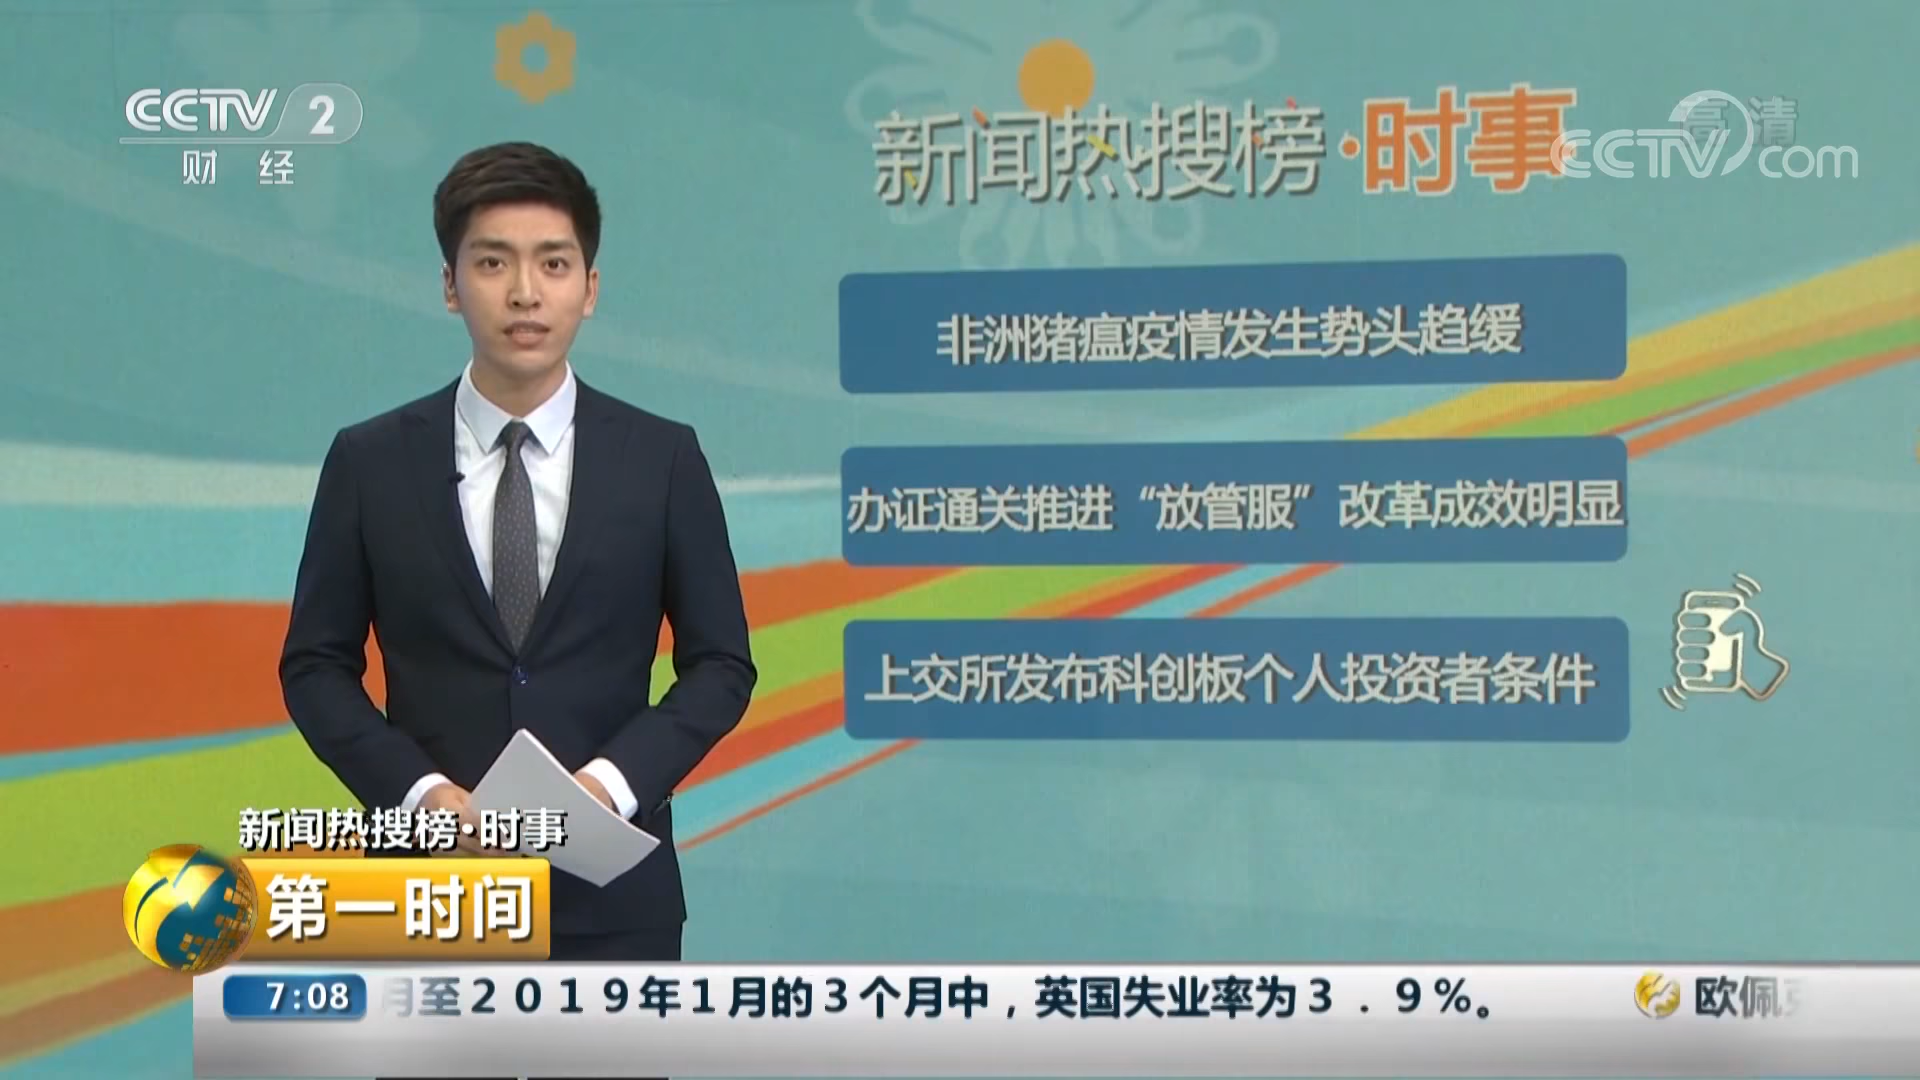 CCTV 2
财 经
新闻热搜榜·时事
高清
CCTV com
非洲猪瘟疫情发生势头趋缓
办证通关推进“放管服”改革成效明显
上交所发布科创板个人投资者条件
新闻热搜榜·时事
第一时间
7:08 月至2019年1月的3个月中，英国失业率为3．9%。 欧佩